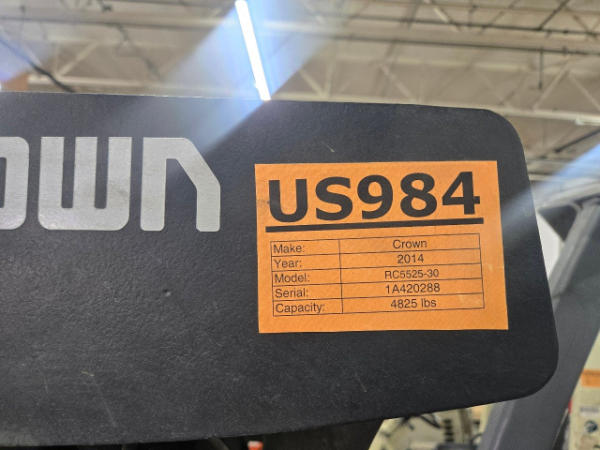 OWN
US984
Make: Crown
Year: 2014
Model: RC5525-30
Serial: 1A420288
Capacity: 4825 lbs